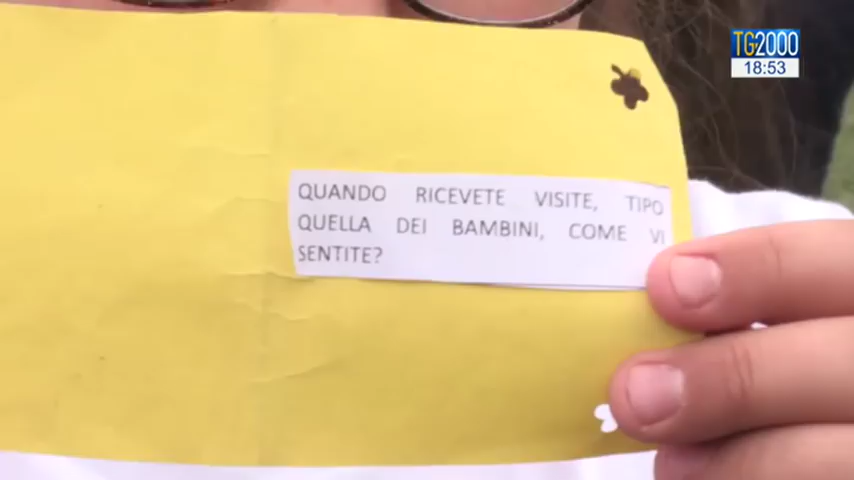 TG2000
18:53
QUANDO RICEVETE VISITE, TIPO
QUELLA DEI BAMBINI, COME VI
SENTITE?